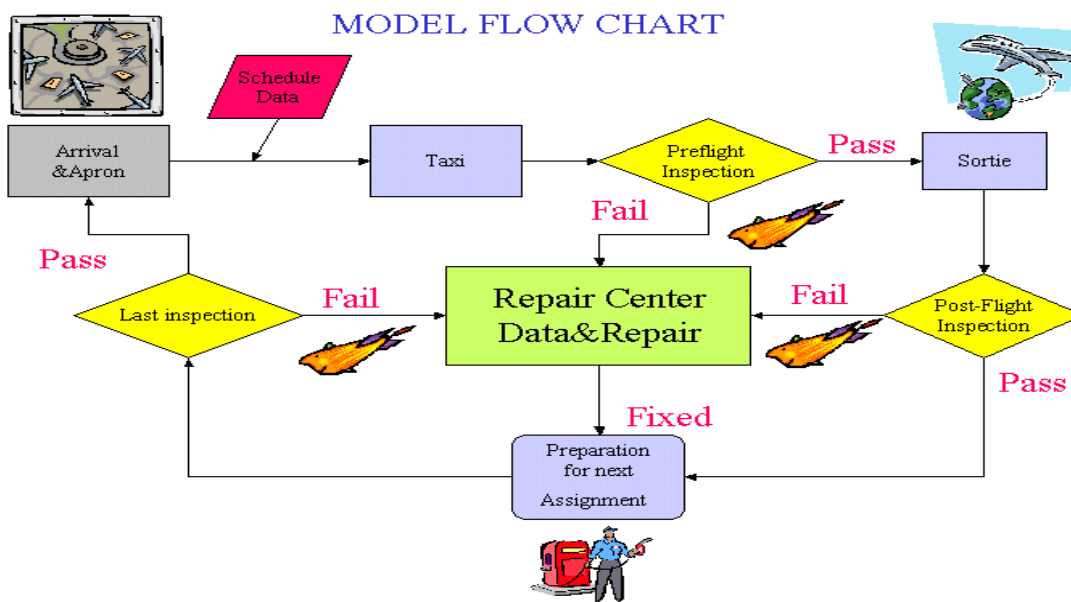 MODEL FLOW CHART
Schedule
Data
Arrival
&Apron
Taxi
Preflight
Inspection
Pass
Sortie
Fail
Pass
Last inspection
Fail
Repair Center
Data&Repair
Fail
Post-Flight
Inspection
Pass
Fixed
Preparation
for next
Assignment